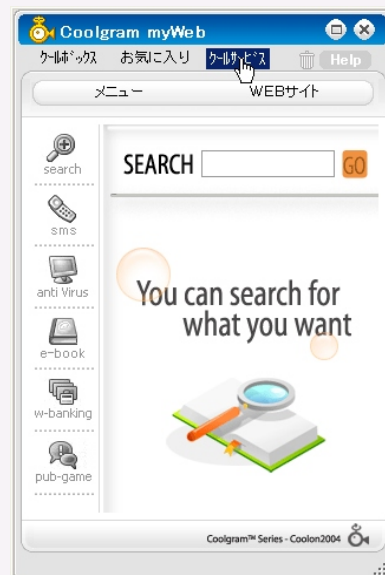 Coolgram myWeb
クールボックス お気に入り クールサービス Help
メニュー WEBサイト
search
sms
anti Virus
e-book
w-banking
pub-game
SEARCH GO
You can search for
what you want
Coolgram™ Series - Coolon2004